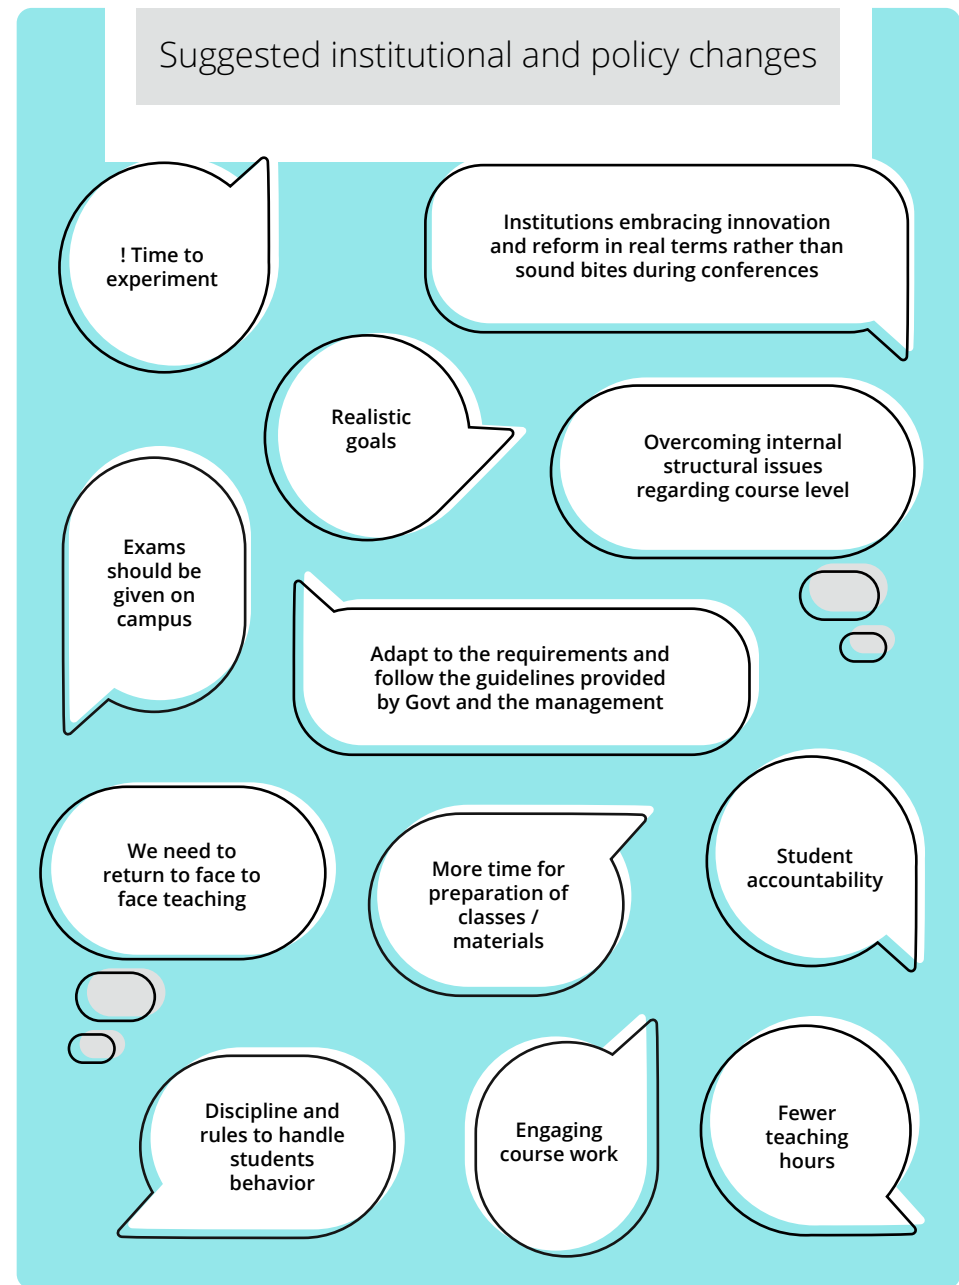 Suggested institutional and policy changes
! Time to
experiment
Institutions embracing innovation
and reform in real terms rather than
sound bites during conferences
Realistic
goals
Overcoming internal
structural issues
regarding course level
Exams
should be
given on
campus
Adapt to the requirements and
follow the guidelines provided
by Govt and the management
We need to
return to face to
face teaching
More time for
preparation of
classes /
materials
Student
accountability
Discipline and
rules to handle
students
behavior
Engaging
course work
Fewer
teaching
hours